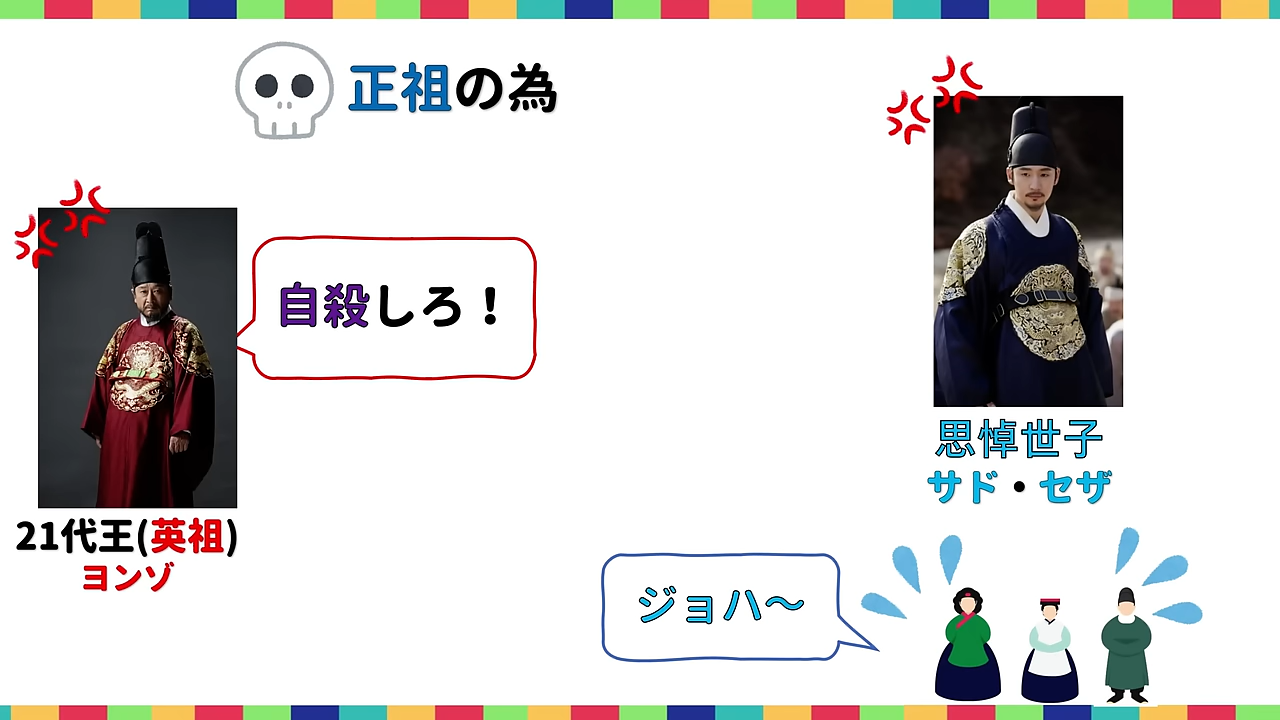 正祖の為
自殺しろ！
21代王(英祖)
ヨンゾ
思悼世子
サド・セザ
ジョハ〜